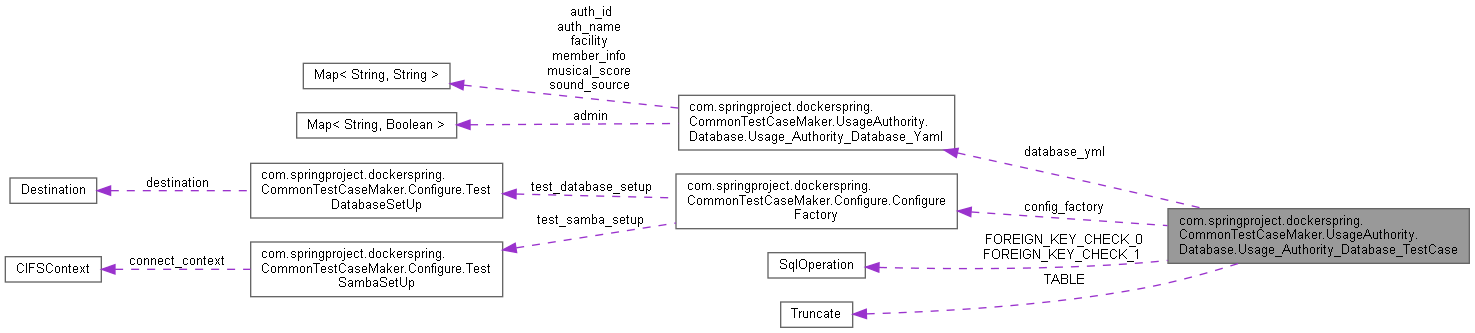 auth_id
auth_name
facility
member_info
musical_score
sound_source
Map< String, String >
com.springproject.dockerspring.
CommonTestCaseMaker.UsageAuthority.
Database.Usage_Authority_Database_Yaml
admin
Map< String, Boolean >
database_yml
com.springproject.dockerspring.
CommonTestCaseMaker.Configure.Test
DatabaseSetUp
destination
Destination
test_database_setup
com.springproject.dockerspring.
CommonTestCaseMaker.Configure.Configure
Factory
config_factory
test_samba_setup
com.springproject.dockerspring.
CommonTestCaseMaker.UsageAuthority.
Database.Usage_Authority_Database_TestCase
com.springproject.dockerspring.
CommonTestCaseMaker.Configure.Test
SambaSetUp
connect_context
CIFSContext
FOREIGN_KEY_CHECK_0
FOREIGN_KEY_CHECK_1
SqlOperation
TABLE
Truncate